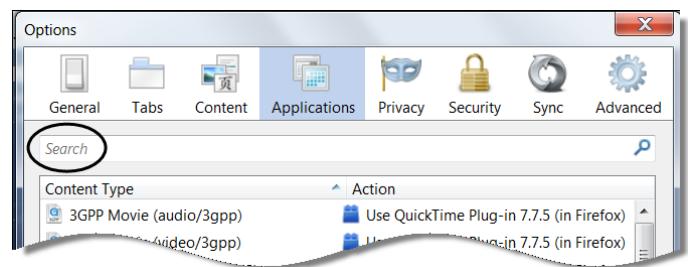 Options
General Tabs Content Applications Privacy Security Sync Advanced
Search
Content Type Action
3GPP Movie (audio/3gpp) Use QuickTime Plug-in 7.7.5 (in Firefox)
(video/3gpp) Plug-in 7.7.5 (in Firefox)